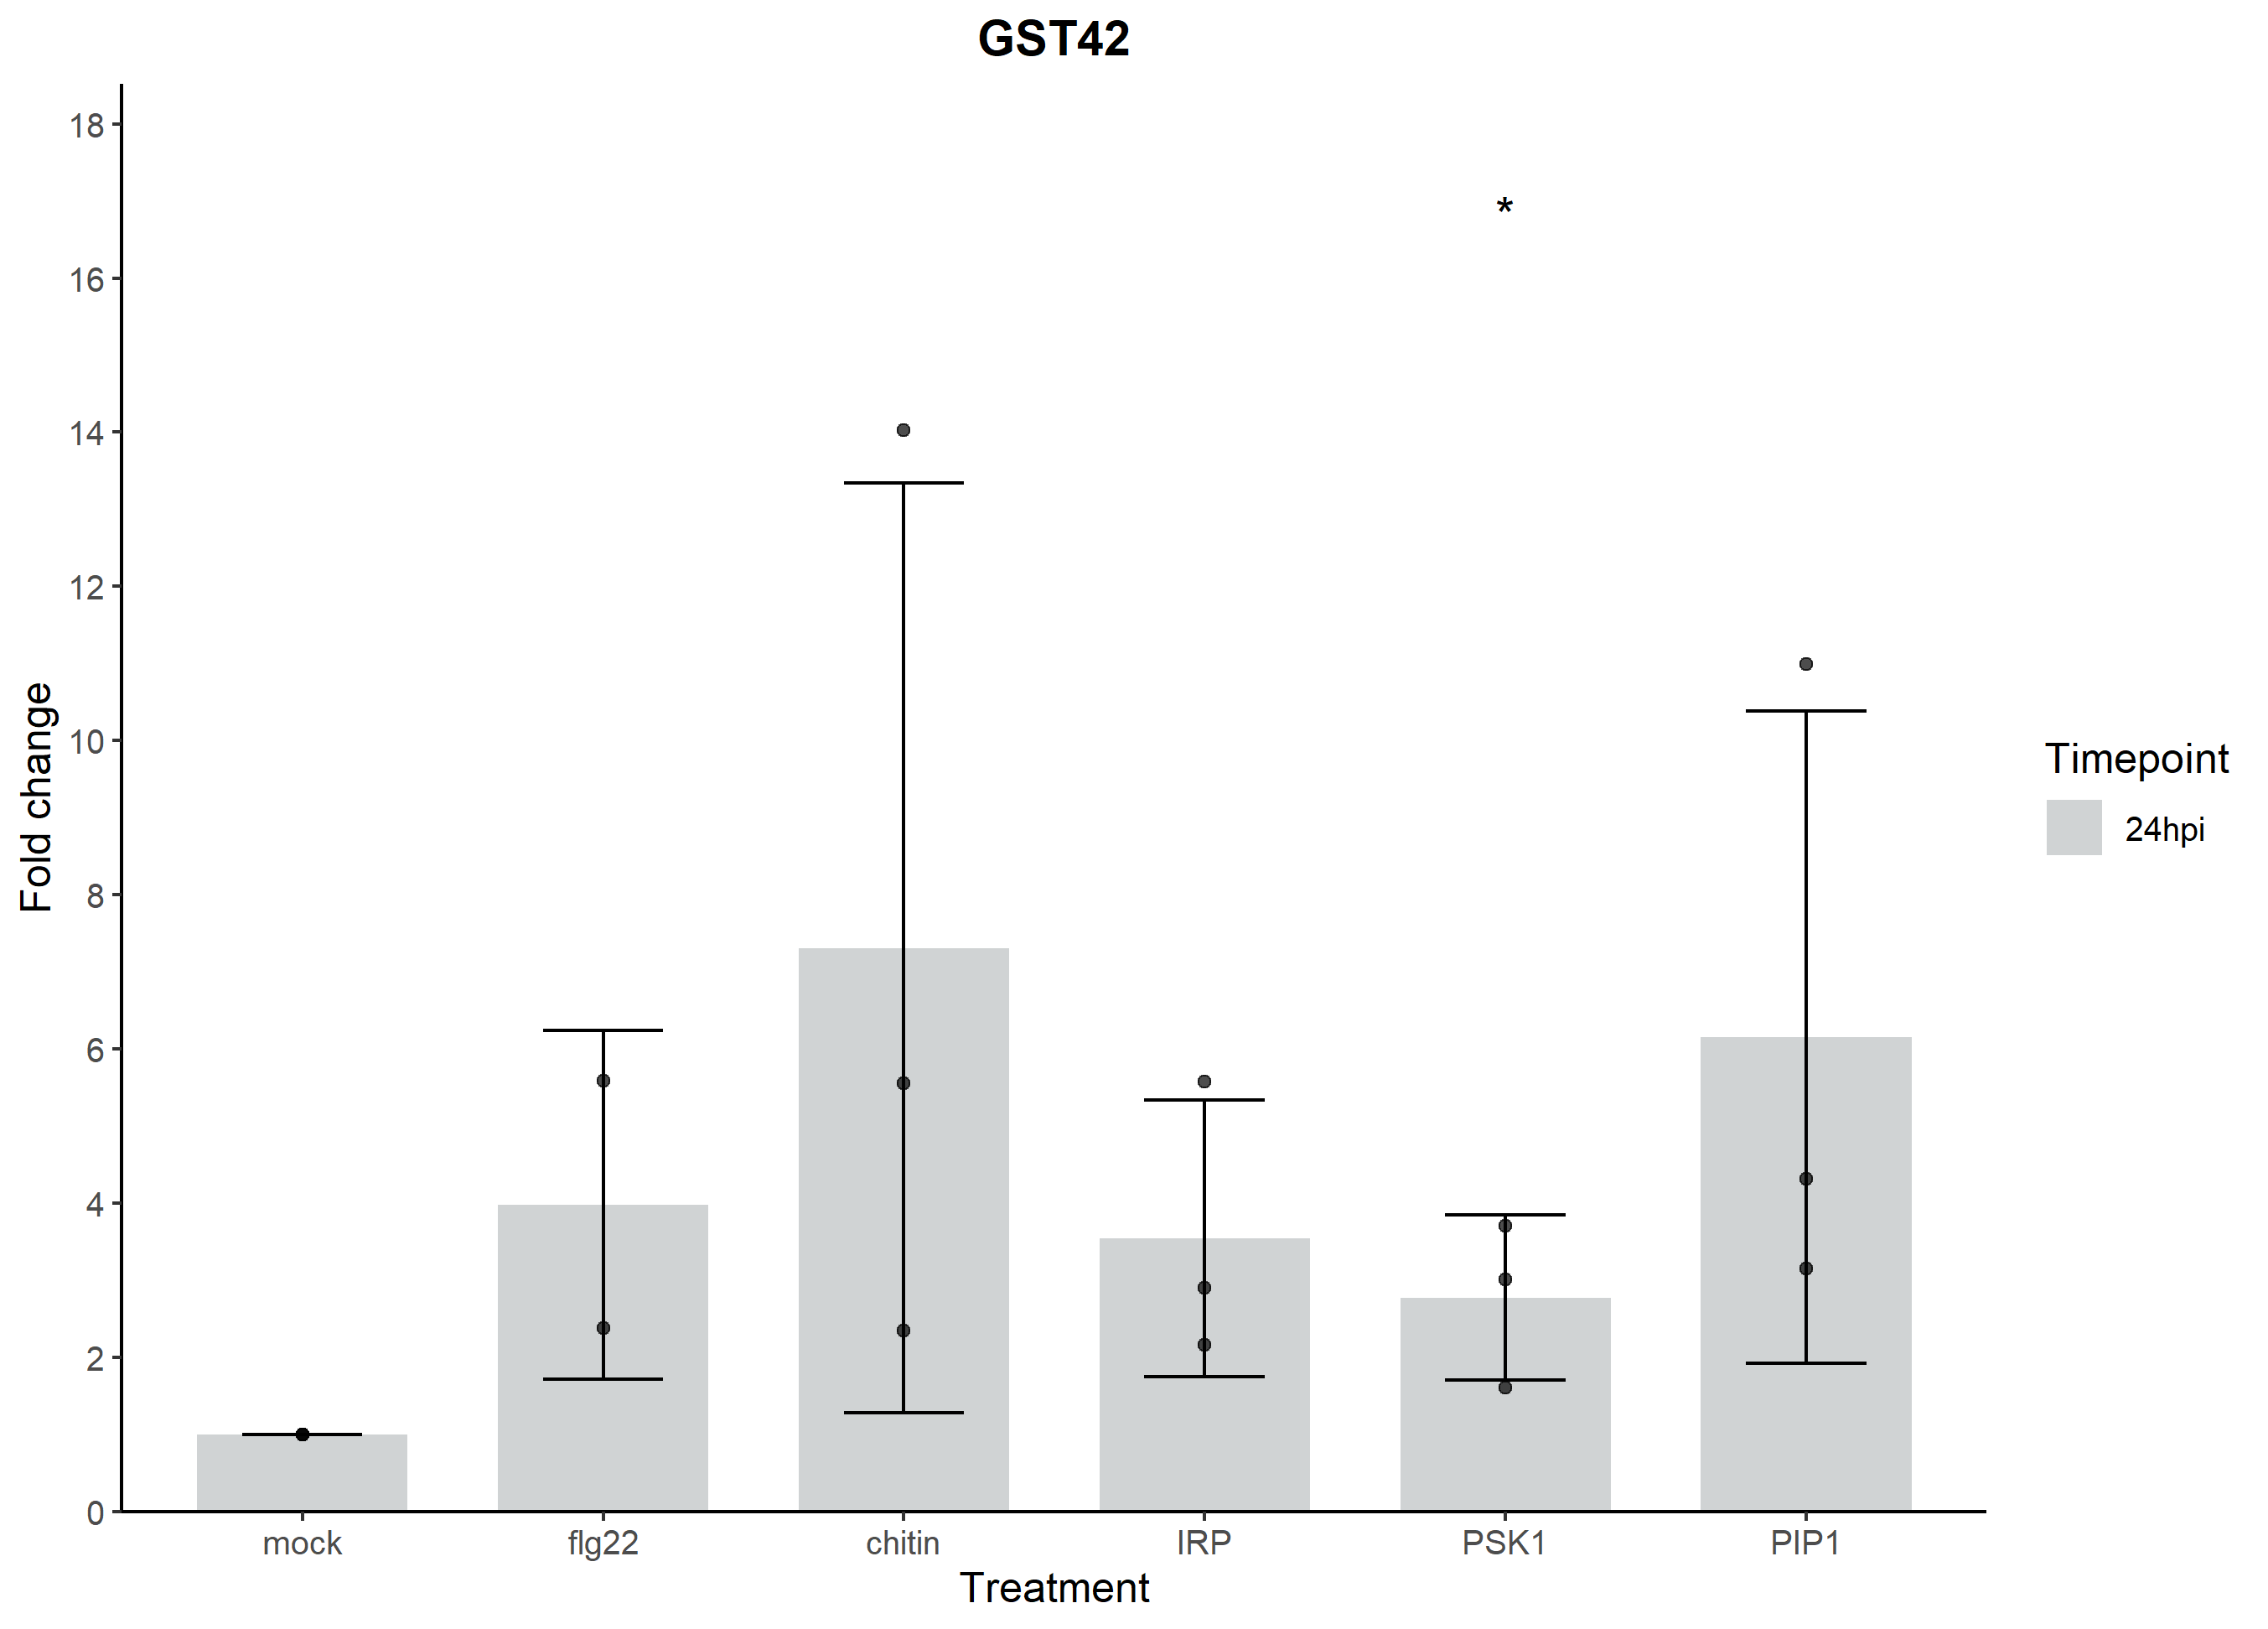 GST42
18
16
14
12
10
8
6
4
2
0
Fold change
*
mock flg22 chitin IRP PSK1 PIP1
Treatment
Timepoint
24hpi